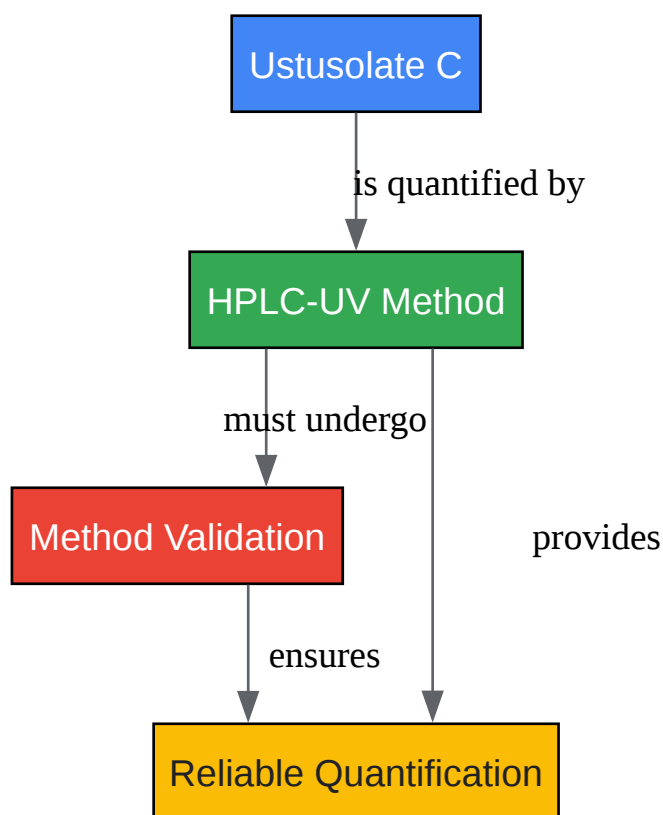 Ustusolate C
is quantified by
HPLC-UV Method
must undergo
Method Validation
provides
ensures
Reliable Quantification